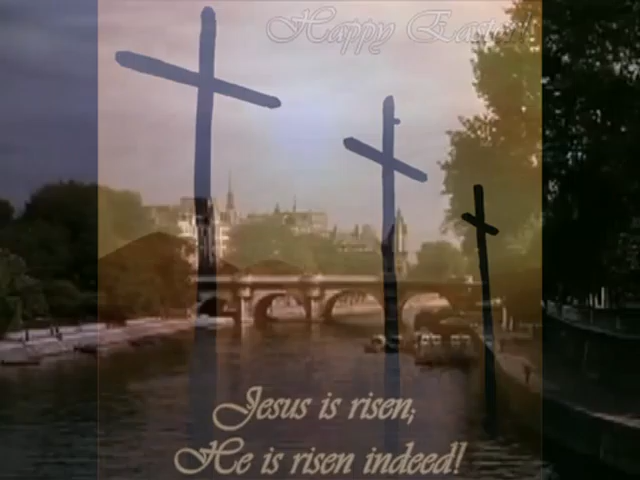 Happy Easter!
Jesus is risen;
He is risen indeed!